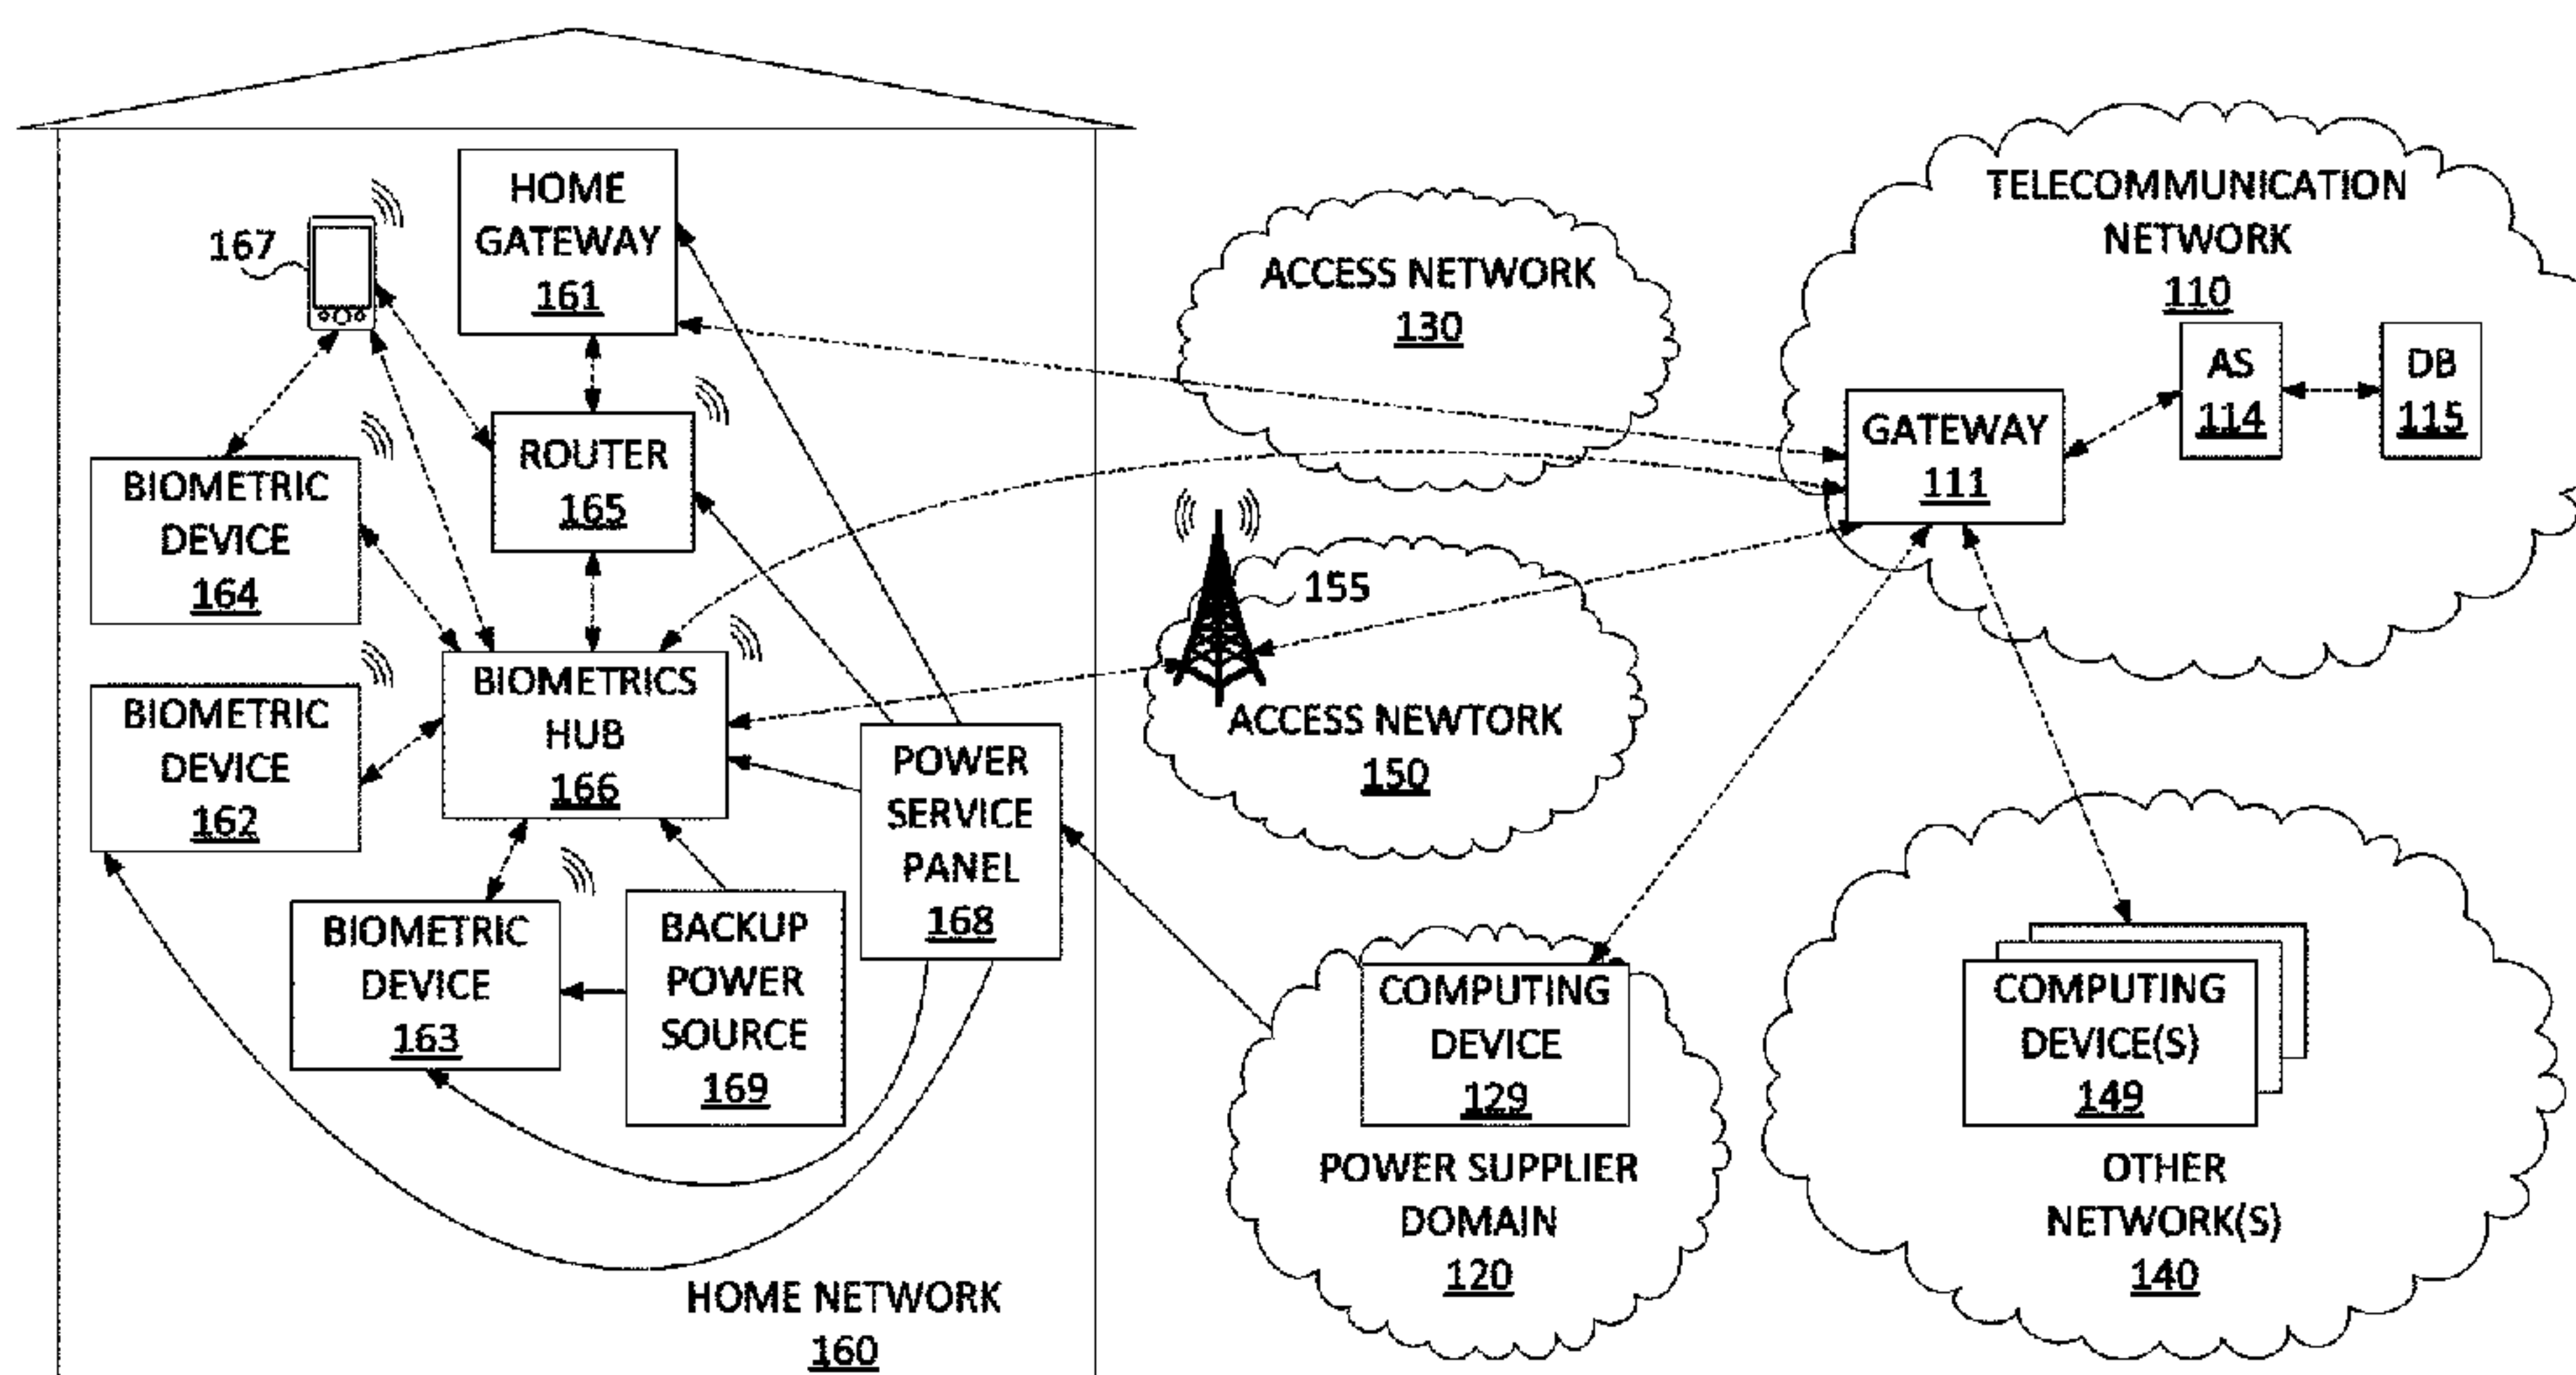 HOME
GATEWAY
161
167
ROUTER
165
BIOMETRIC
DEVICE
164
BIOMETRIC
DEVICE
162
BIOMETRICS
HUB
166
BIOMETRIC
DEVICE
163
BACKUP
POWER
SOURCE
169
POWER
SERVICE
PANEL
168
HOME NETWORK
160
ACCESS NETWORK
130
155
ACCESS NEWTORK
150
TELECOMMUNICATION
NETWORK
110
GATEWAY
111
AS
114
DB
115
COMPUTING
DEVICE
129
POWER SUPPLIER
DOMAIN
120
COMPUTING
DEVICE(S)
149
OTHER
NETWORK(S)
140